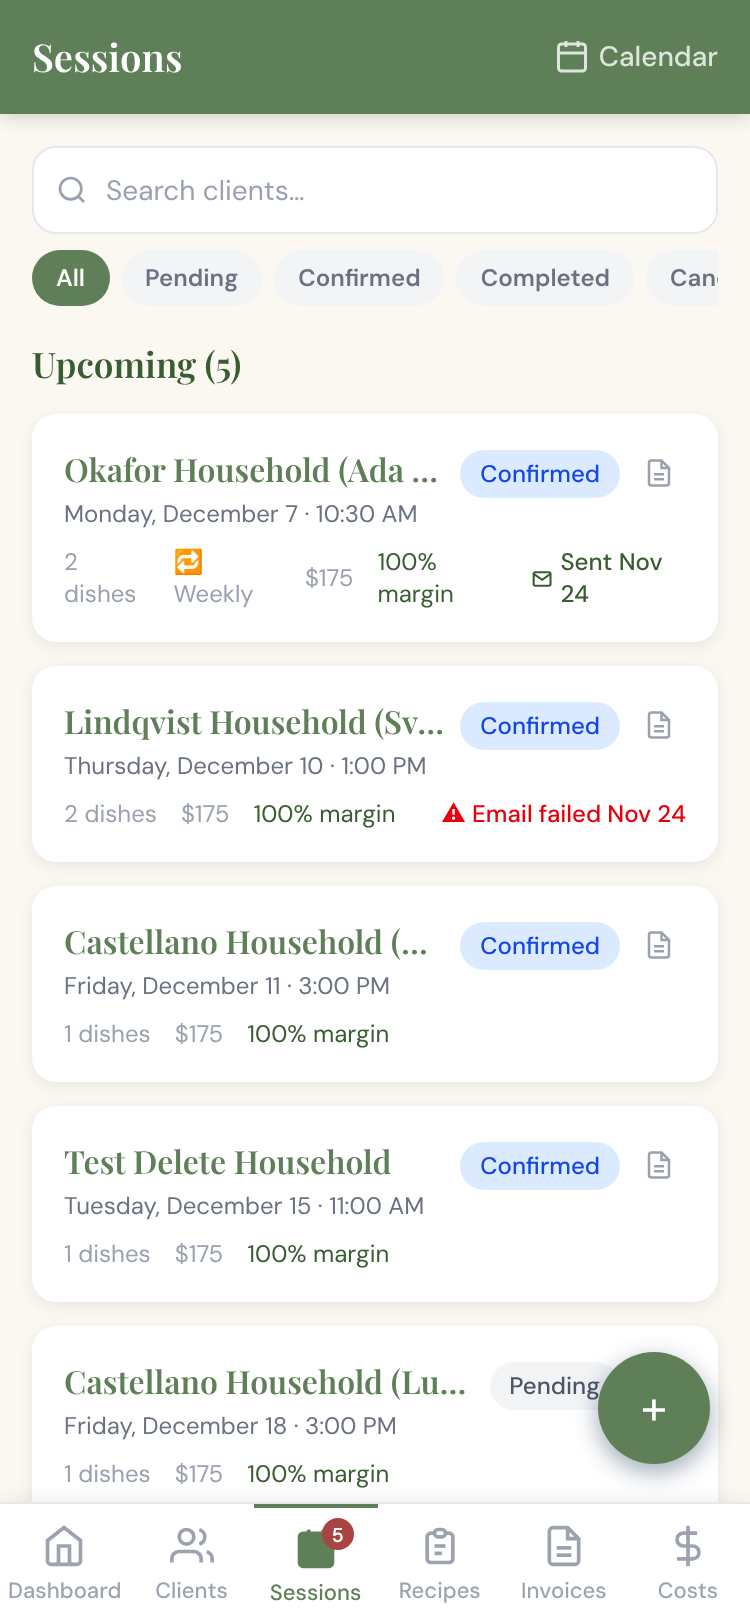 Sessions
Calendar
Search clients...
All
Pending
Confirmed
Completed
Can
Upcoming (5)
Okafor Household (Ada ...
Confirmed
Monday, December 7 · 10:30 AM
2 dishes
🔁 Weekly
$175
100% margin
Sent Nov 24
Lindqvist Household (Sv...
Confirmed
Thursday, December 10 · 1:00 PM
2 dishes
$175
100% margin
⚠ Email failed Nov 24
Castellano Household (...
Confirmed
Friday, December 11 · 3:00 PM
1 dishes
$175
100% margin
Test Delete Household
Confirmed
Tuesday, December 15 · 11:00 AM
1 dishes
$175
100% margin
Castellano Household (Lu...
Pending
Friday, December 18 · 3:00 PM
1 dishes
$175
100% margin
+
Dashboard
Clients
5
Sessions
Recipes
Invoices
Costs